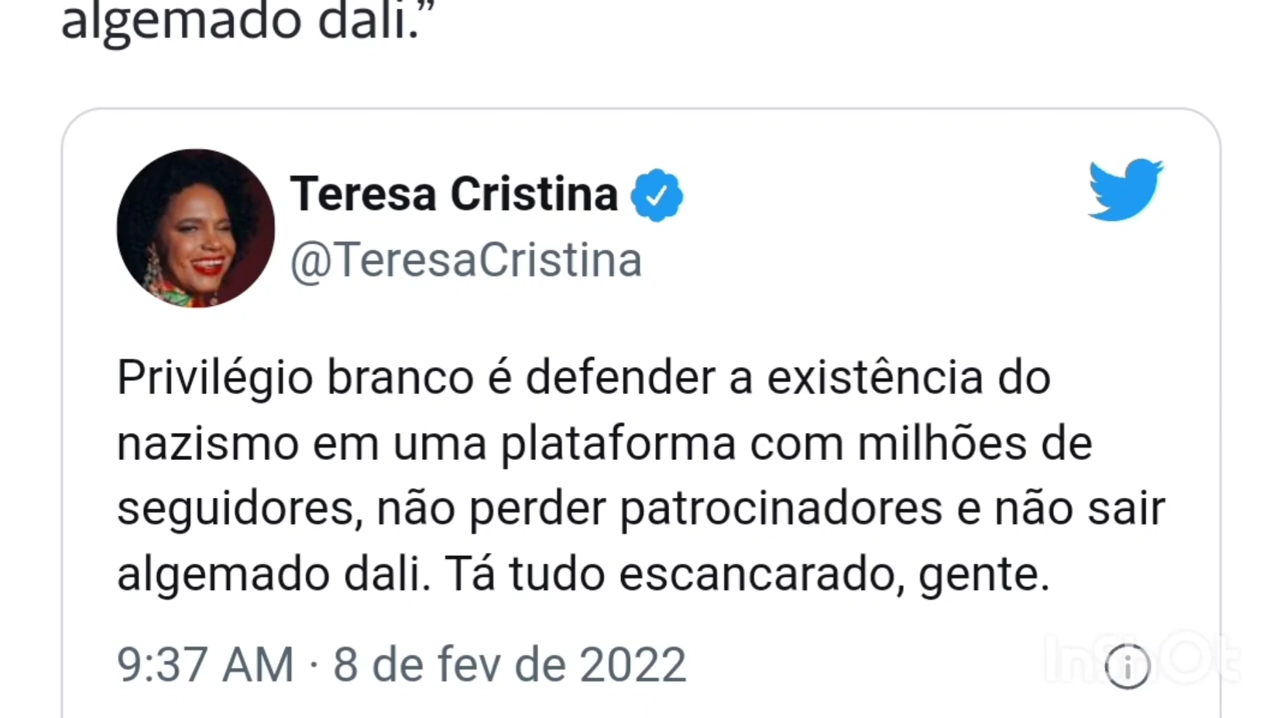 algemado dali.”
Teresa Cristina
@TeresaCristina
Privilégio branco é defender a existência do
nazismo em uma plataforma com milhões de
seguidores, não perder patrocinadores e não sair
algemado dali. Tá tudo escancarado, gente.
9:37 AM · 8 de fev de 2022
InShOt